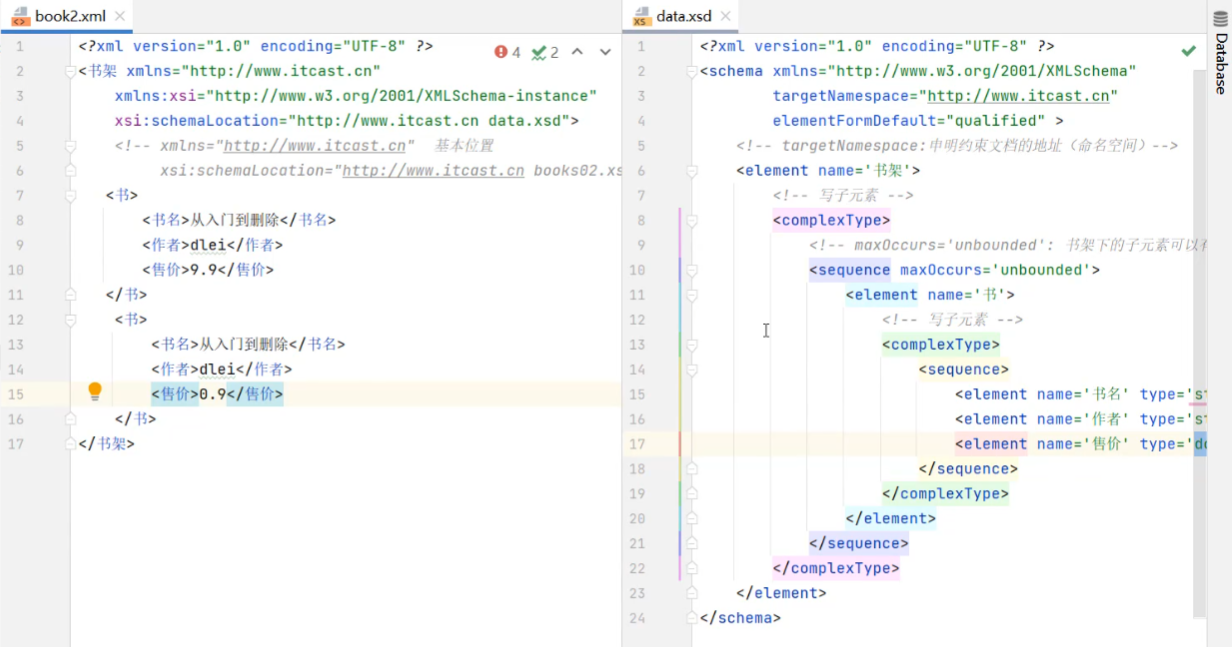 book2.xml
data.xsd
4 2
1 <?xml version="1.0" encoding="UTF-8" ?>
2 <书架 xmlns="http://www.itcast.cn"
3 xmlns:xsi="http://www.w3.org/2001/XMLSchema-instance"
4 xsi:schemaLocation="http://www.itcast.cn data.xsd">
5 <!-- xmlns="http://www.itcast.cn" 基本位置
6 xsi:schemaLocation="http://www.itcast.cn books02.xs
7 <书>
8 <书名>从入门到删除</书名>
9 <作者>dlei</作者>
10 <售价>9.9</售价>
11 </书>
12 <书>
13 <书名>从入门到删除</书名>
14 <作者>dlei</作者>
15 <售价>0.9</售价>
16 </书>
17 </书架>
1 <?xml version="1.0" encoding="UTF-8" ?>
2 <schema xmlns="http://www.w3.org/2001/XMLSchema"
3 targetNamespace="http://www.itcast.cn"
4 elementFormDefault="qualified" >
5 <!-- targetNamespace:申明约束文档的地址（命名空间）-->
6 <element name='书架'>
7 <!-- 写子元素 -->
8 <complexType>
9 <!-- maxOccurs='unbounded': 书架下的子元素可以有
10 <sequence maxOccurs='unbounded'>
11 <element name='书'>
12 <!-- 写子元素 -->
13 <complexType>
14 <sequence>
15 <element name='书名' type='s
16 <element name='作者' type='s
17 <element name='售价' type='do
18 </sequence>
19 </complexType>
20 </element>
21 </sequence>
22 </complexType>
23 </element>
24 </schema>
Database